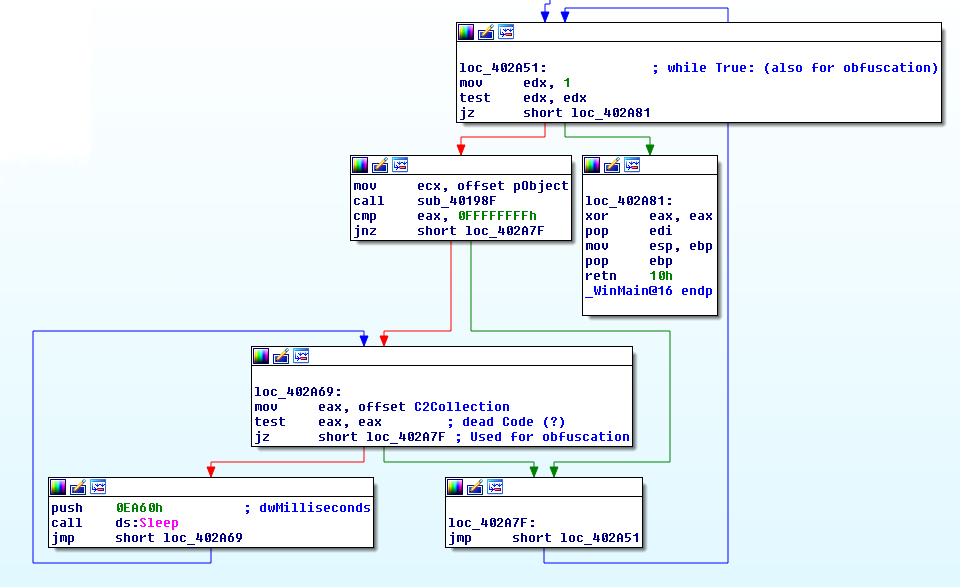 loc_402A51: ; while True: (also for obfuscation)
mov edx, 1
test edx, edx
jz short loc_402A81
mov ecx, offset pObject
call sub_40198F
cmp eax, 0FFFFFFFFh
jnz short loc_402A7F
loc_402A81:
xor eax, eax
pop edi
mov esp, ebp
pop ebp
retn 10h
_WinMain@16 endp
loc_402A69:
mov eax, offset C2Collection
test eax, eax ; dead Code (?)
jz short loc_402A7F ; Used for obfuscation
push 0EA60h ; dwMilliseconds
call ds:Sleep
jmp short loc_402A69
loc_402A7F:
jmp short loc_402A51